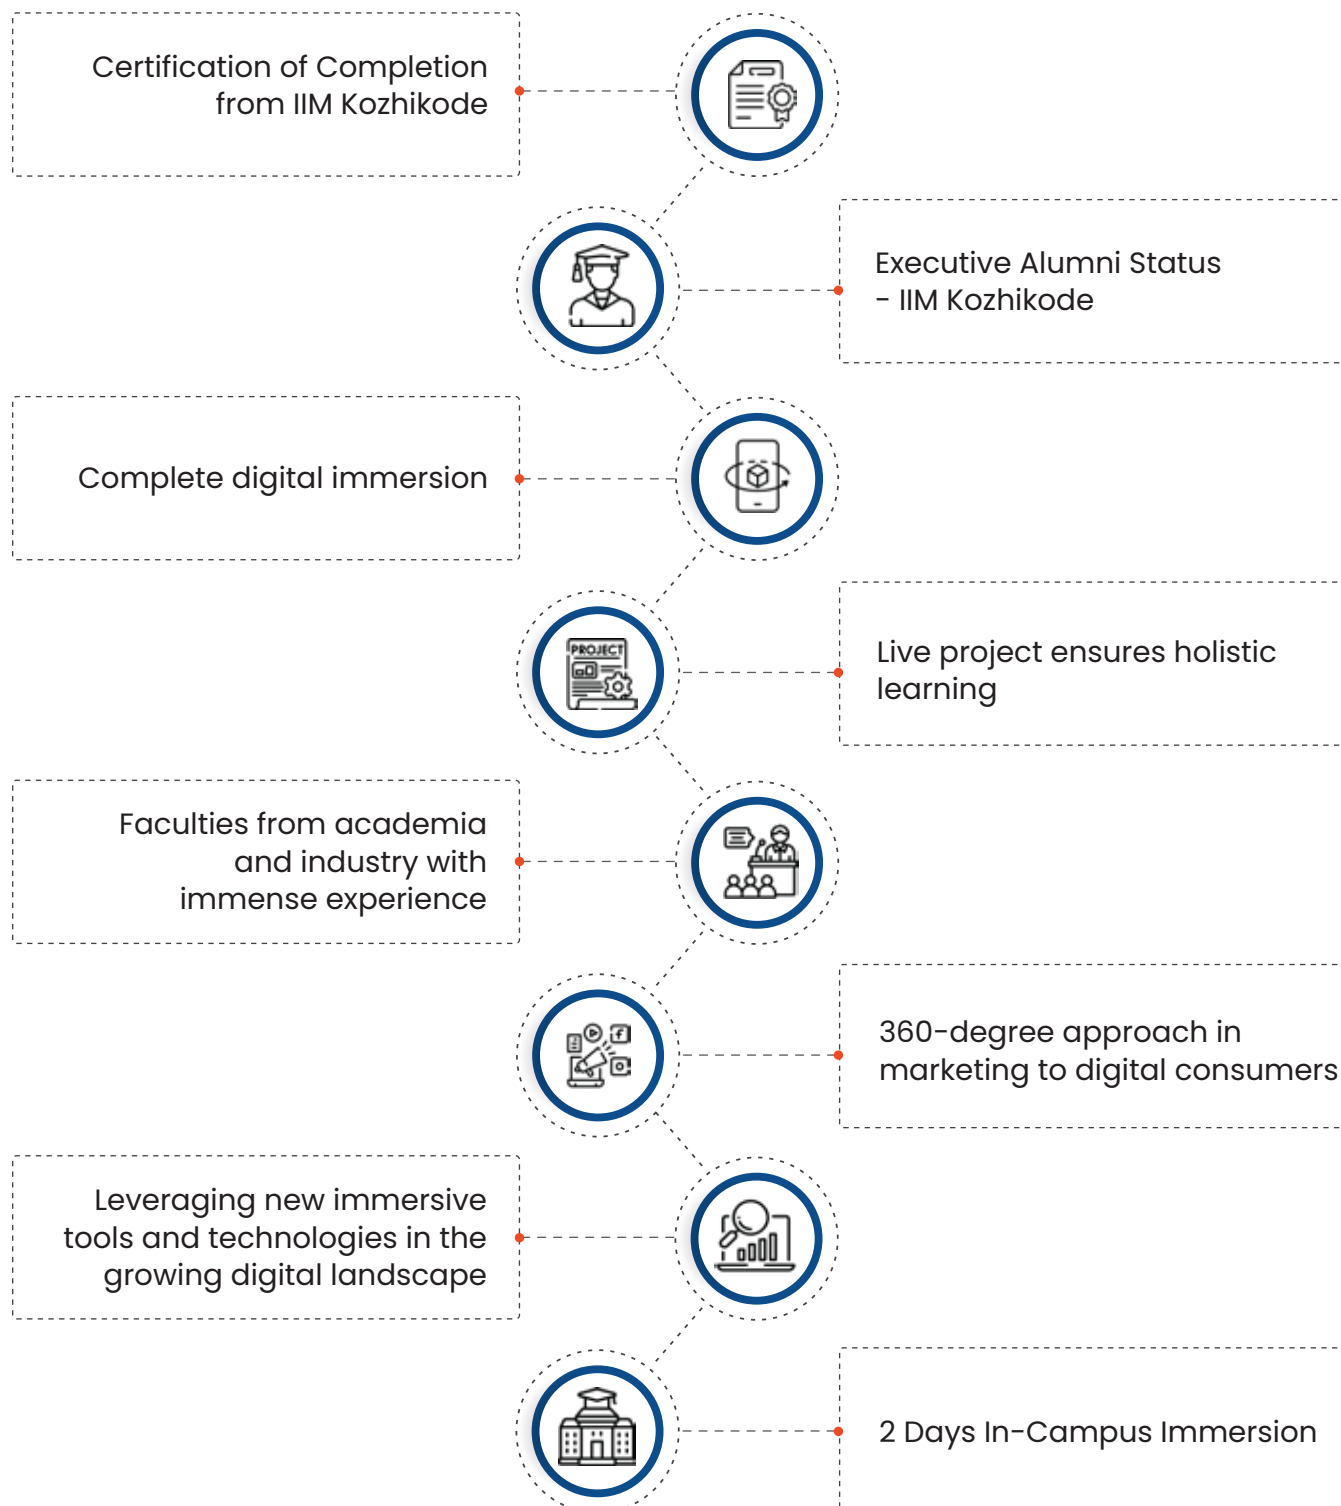 Certification of Completion
from IIM Kozhikode
Executive Alumni Status
- IIM Kozhikode
Complete digital immersion
PROJECT
Live project ensures holistic
learning
Faculties from academia
and industry with
immense experience
360-degree approach in
marketing to digital consumers
Leveraging new immersive
tools and technologies in the
growing digital landscape
2 Days In-Campus Immersion